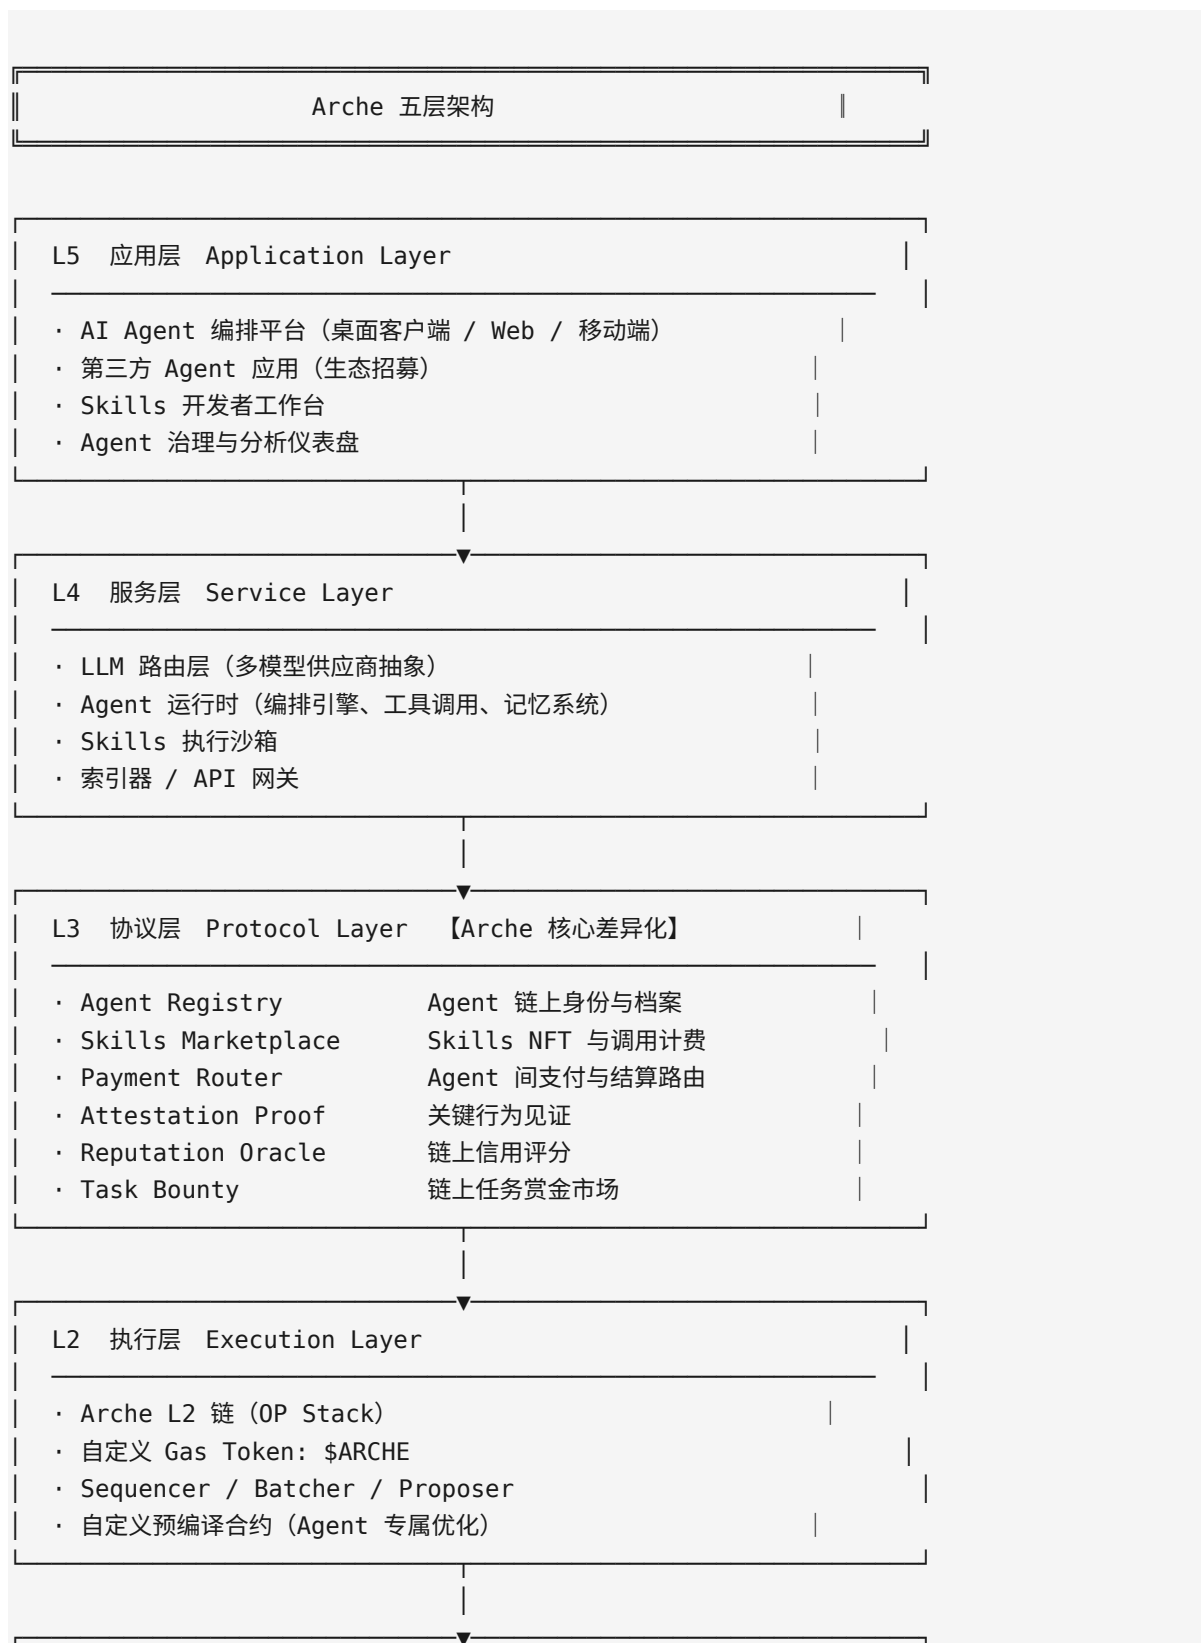 Arche 五层架构
L5 应用层 Application Layer
· AI Agent 编排平台（桌面客户端 / Web / 移动端）
· 第三方 Agent 应用（生态招募）
· Skills 开发者工作台
· Agent 治理与分析仪表盘
L4 服务层 Service Layer
· LLM 路由层（多模型供应商抽象）
· Agent 运行时（编排引擎、工具调用、记忆系统）
· Skills 执行沙箱
· 索引器 / API 网关
L3 协议层 Protocol Layer 【Arche 核心差异化】
· Agent Registry Agent 链上身份与档案
· Skills Marketplace Skills NFT 与调用计费
· Payment Router Agent 间支付与结算路由
· Attestation Proof 关键行为见证
· Reputation Oracle 链上信用评分
· Task Bounty 链上任务赏金市场
L2 执行层 Execution Layer
· Arche L2 链（OP Stack）
· 自定义 Gas Token: $ARCHE
· Sequencer / Batcher / Proposer
· 自定义预编译合约（Agent 专属优化）